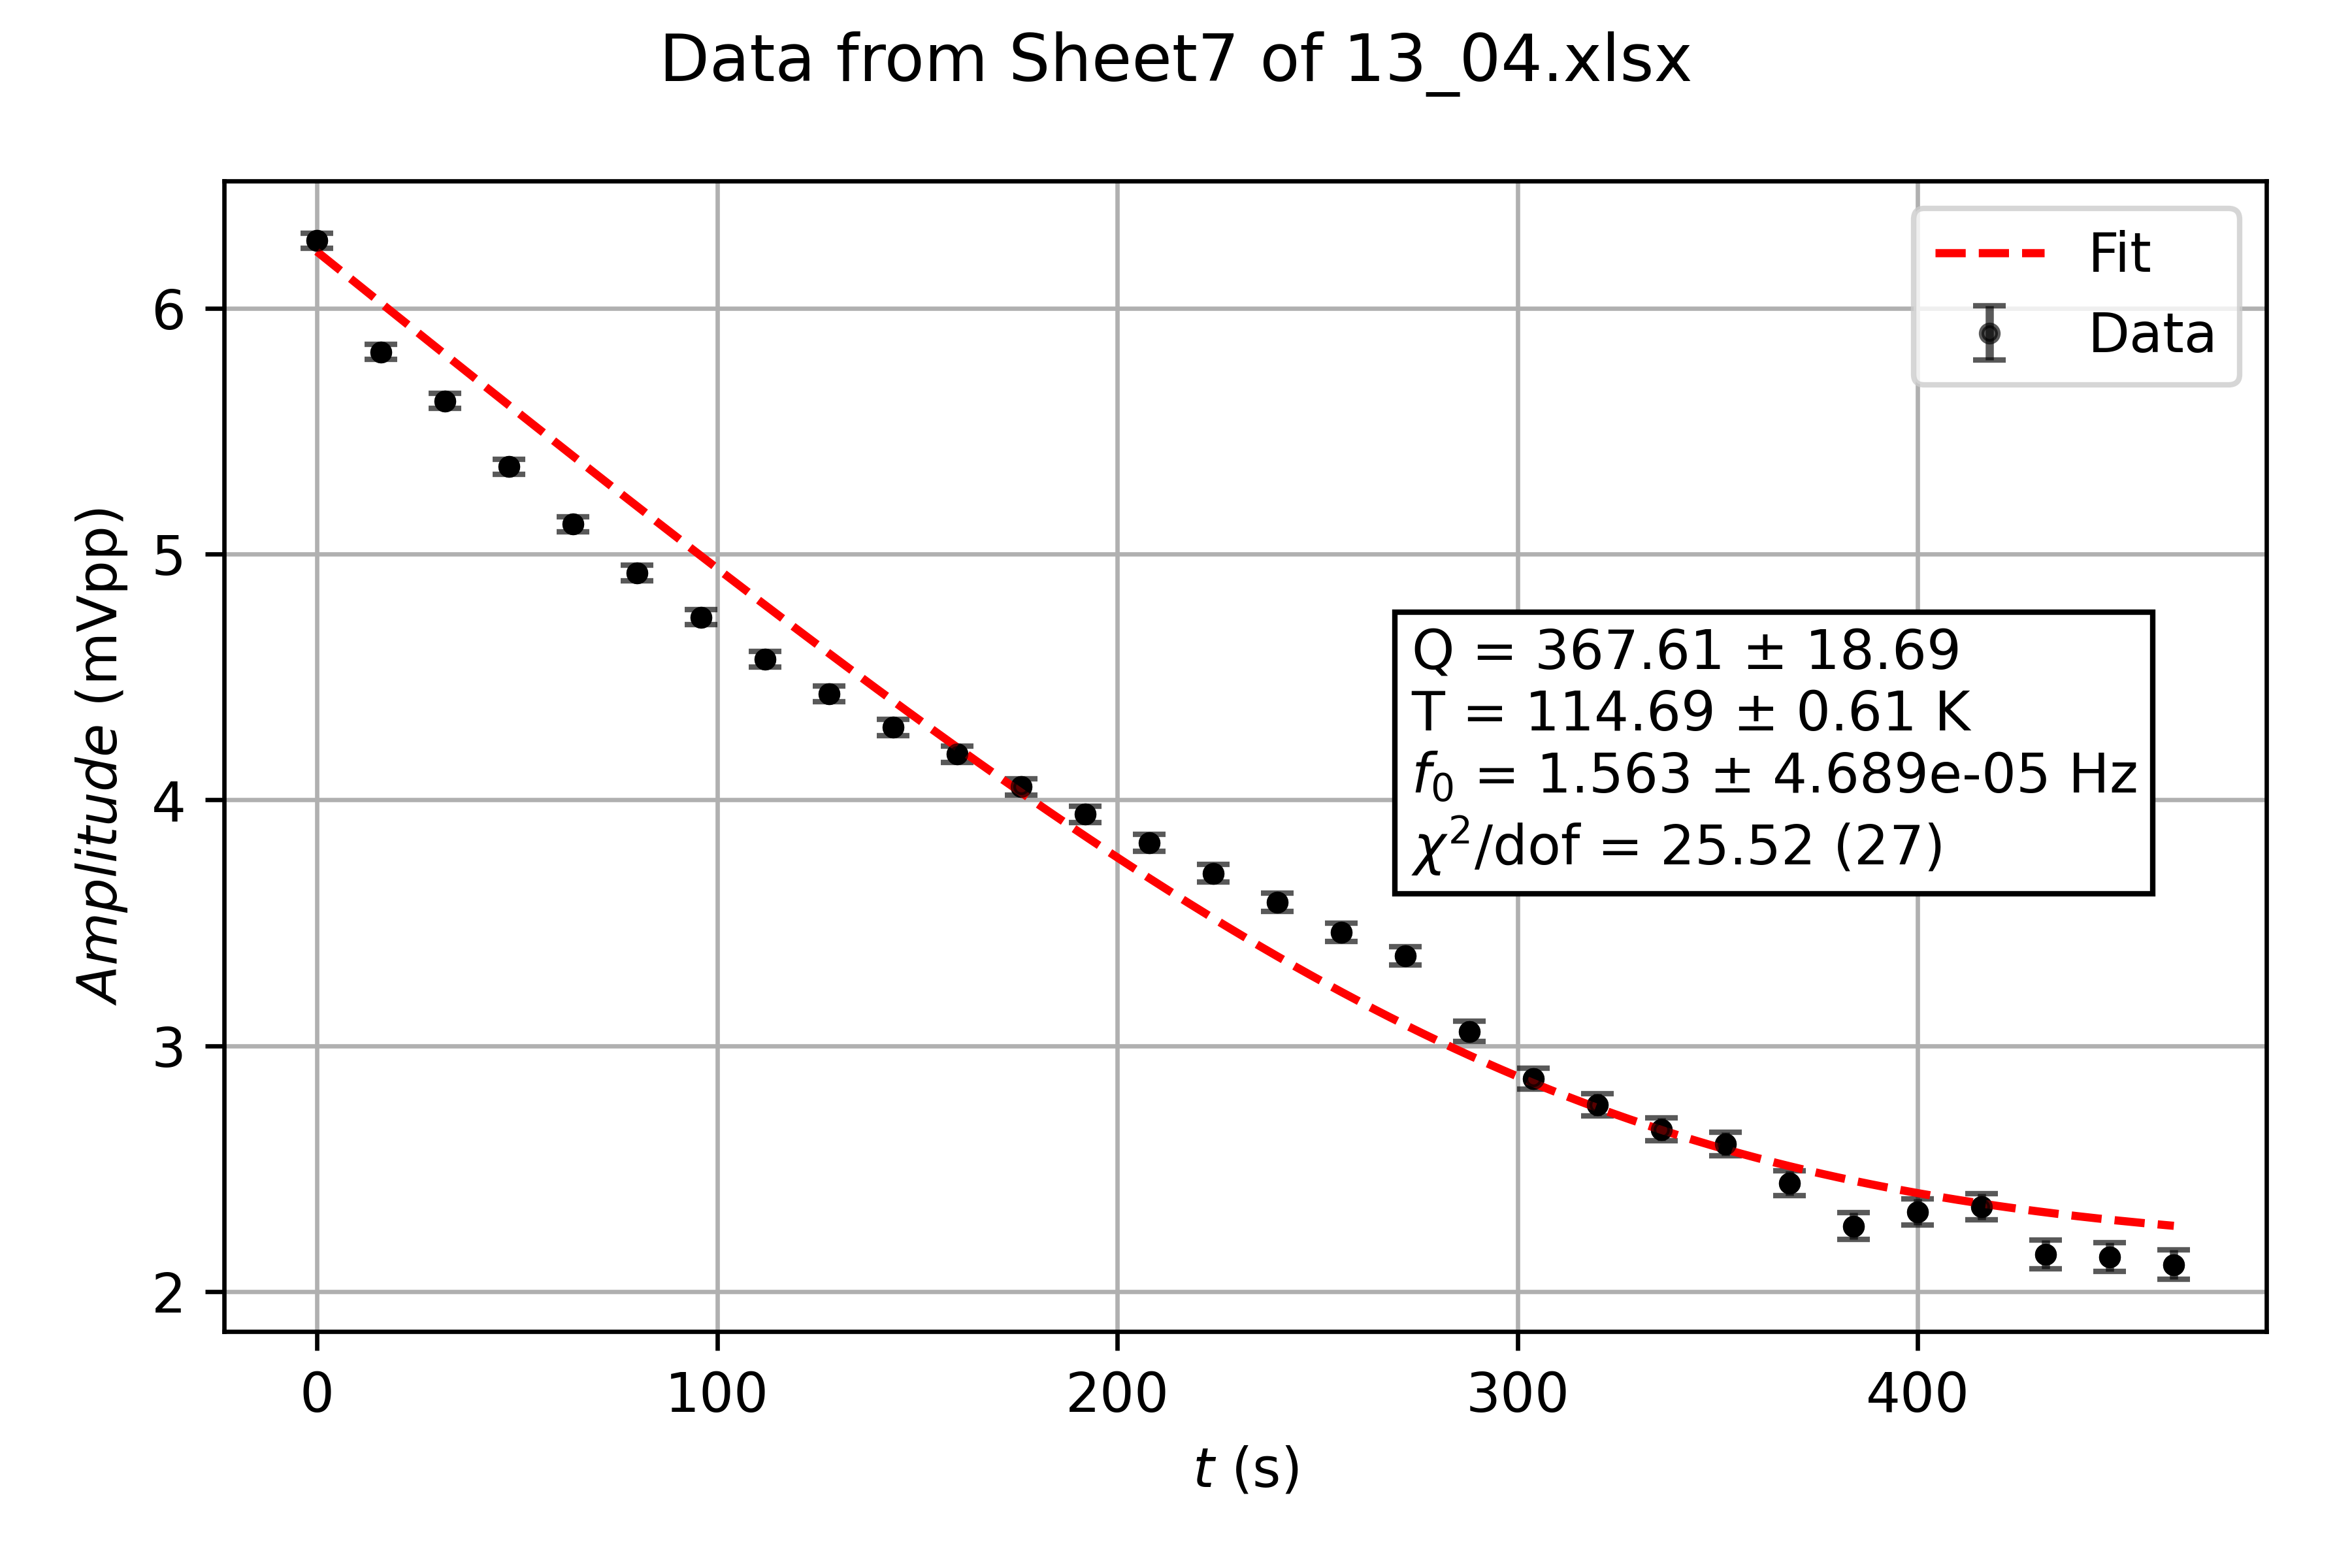 Data from Sheet7 of 13_04.xlsx
Fit
Data
Q = 367.61 ± 18.69
T = 114.69 ± 0.61 K
f₀ = 1.563 ± 4.689e-05 Hz
χ²/dof = 25.52 (27)
Amplitude (mVpp)
6
5
4
3
2
0 100 200 300 400
t (s)